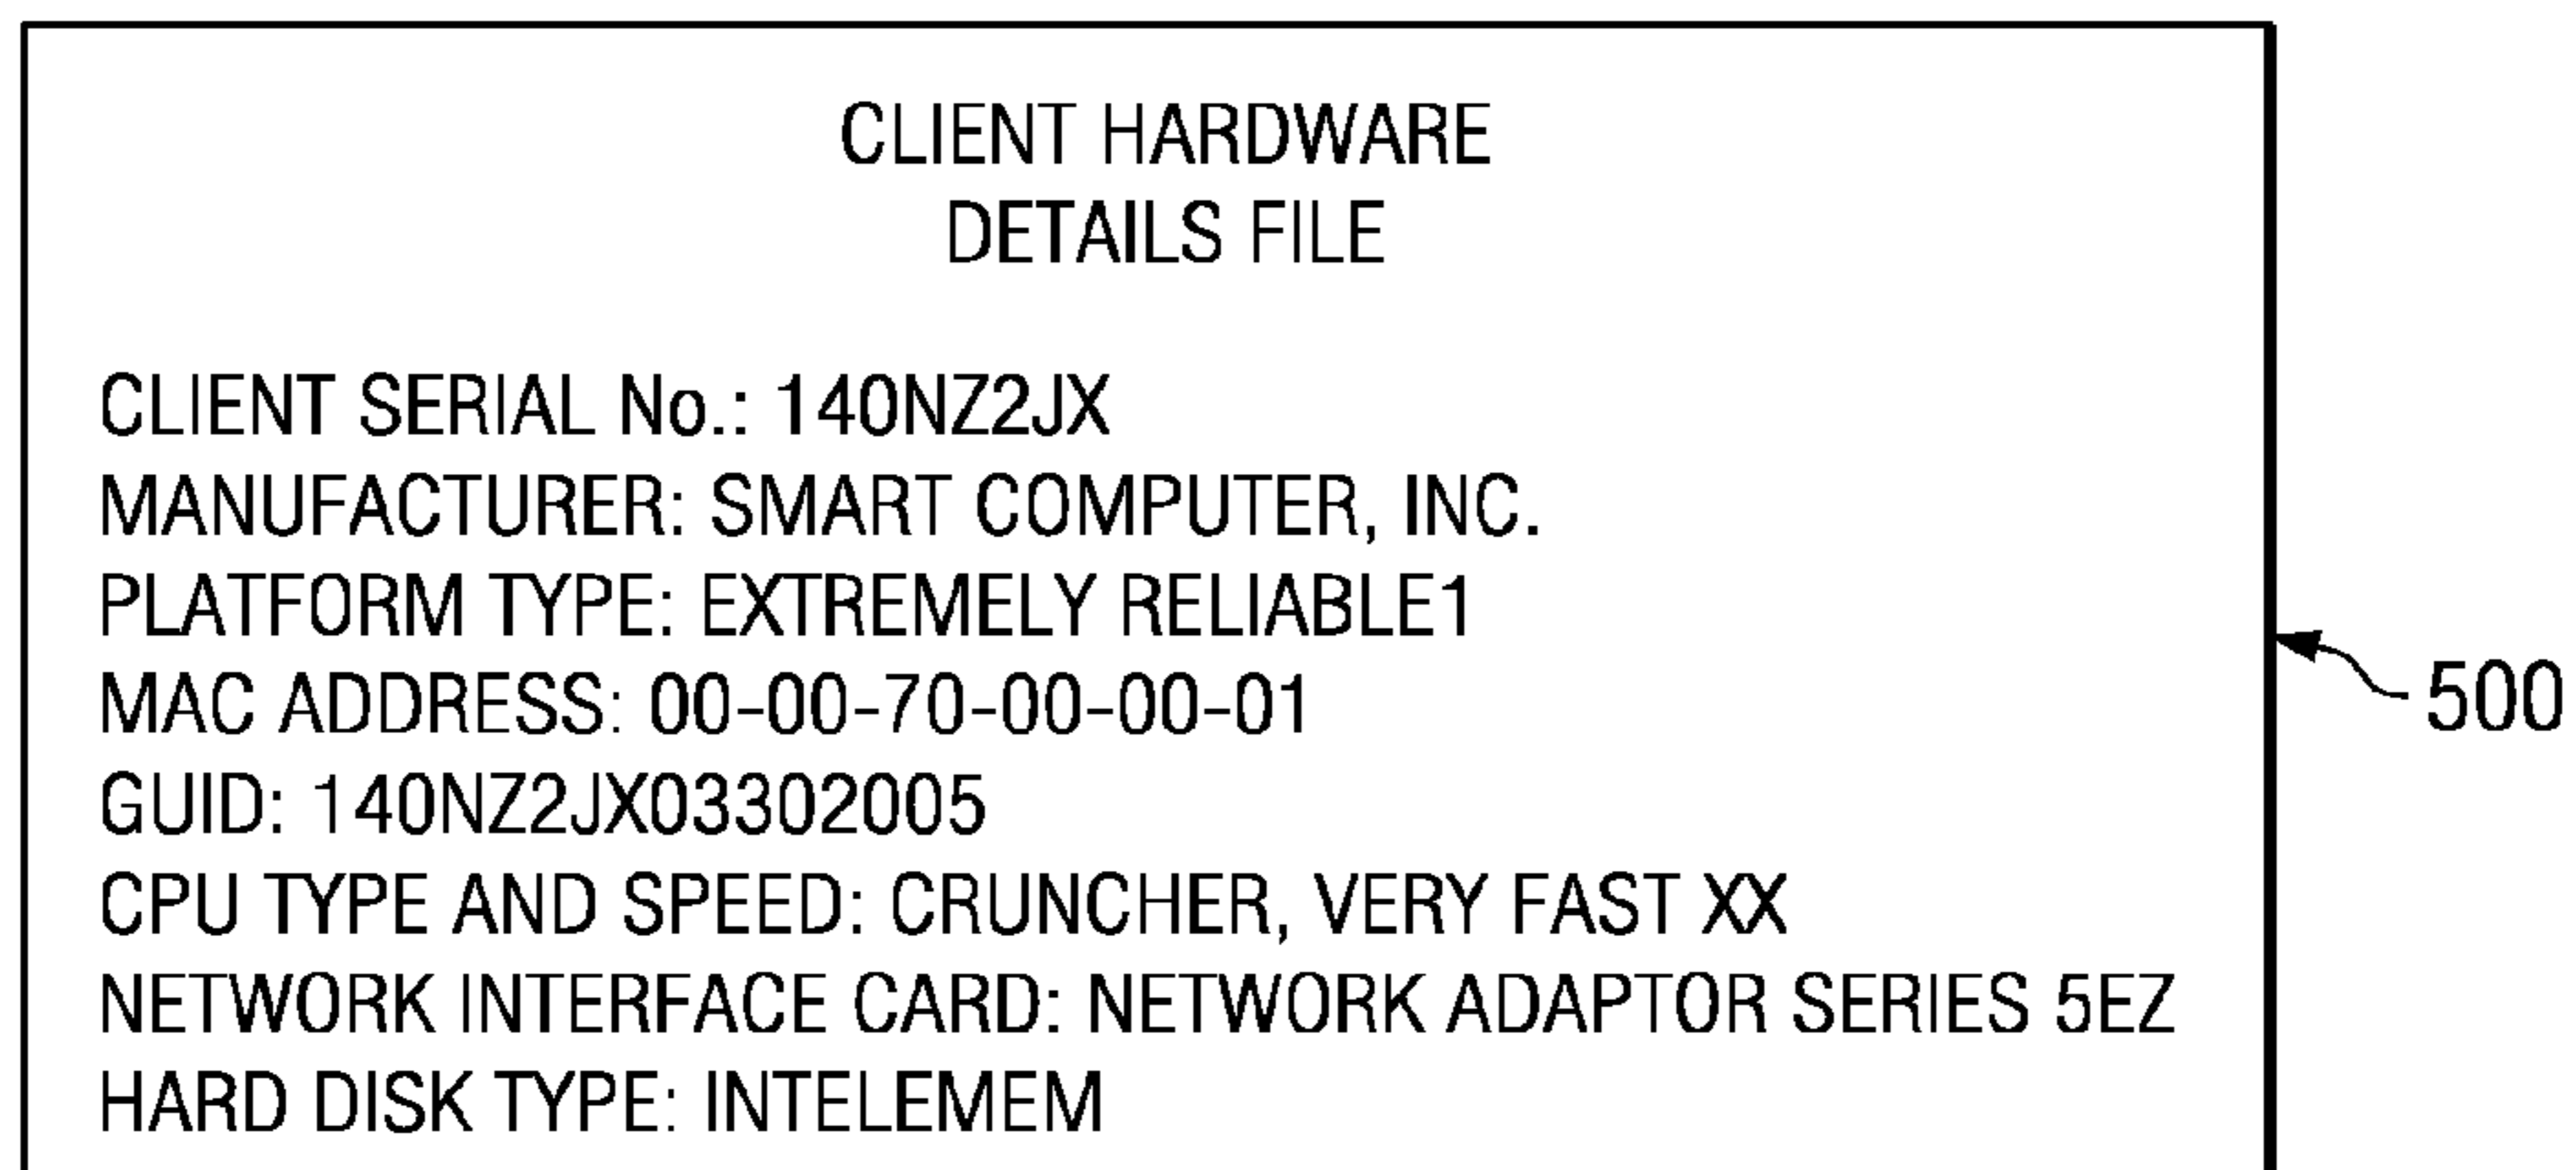 CLIENT HARDWARE
DETAILS FILE
CLIENT SERIAL No.: 140NZ2JX
MANUFACTURER: SMART COMPUTER, INC.
PLATFORM TYPE: EXTREMELY RELIABLE1
MAC ADDRESS: 00-00-70-00-00-01
500
GUID: 140NZ2JX03302005
CPU TYPE AND SPEED: CRUNCHER, VERY FAST XX
NETWORK INTERFACE CARD: NETWORK ADAPTOR SERIES 5EZ
HARD DISK TYPE: INTELEMEM